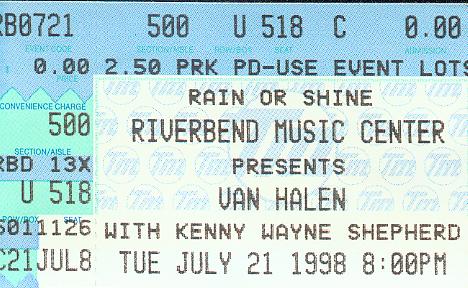 RB0721 500 U 518 C 0.00
EVENT CODE SECTION/AISLE ROW/BOX SEAT ADMISSION
0.00 2.50 PRK PD-USE EVENT LOTS
PRICE
RAIN OR SHINE
CONVENIENCE CHARGE
500 RIVERBEND MUSIC CENTER
SECTION/AISLE
RBD 13X PRESENTS
U 518 VAN HALEN
ROW/BOX SEAT
S011126 WITH KENNY WAYNE SHEPHERD
C21JUL8 TUE JULY 21 1998 8:00PM